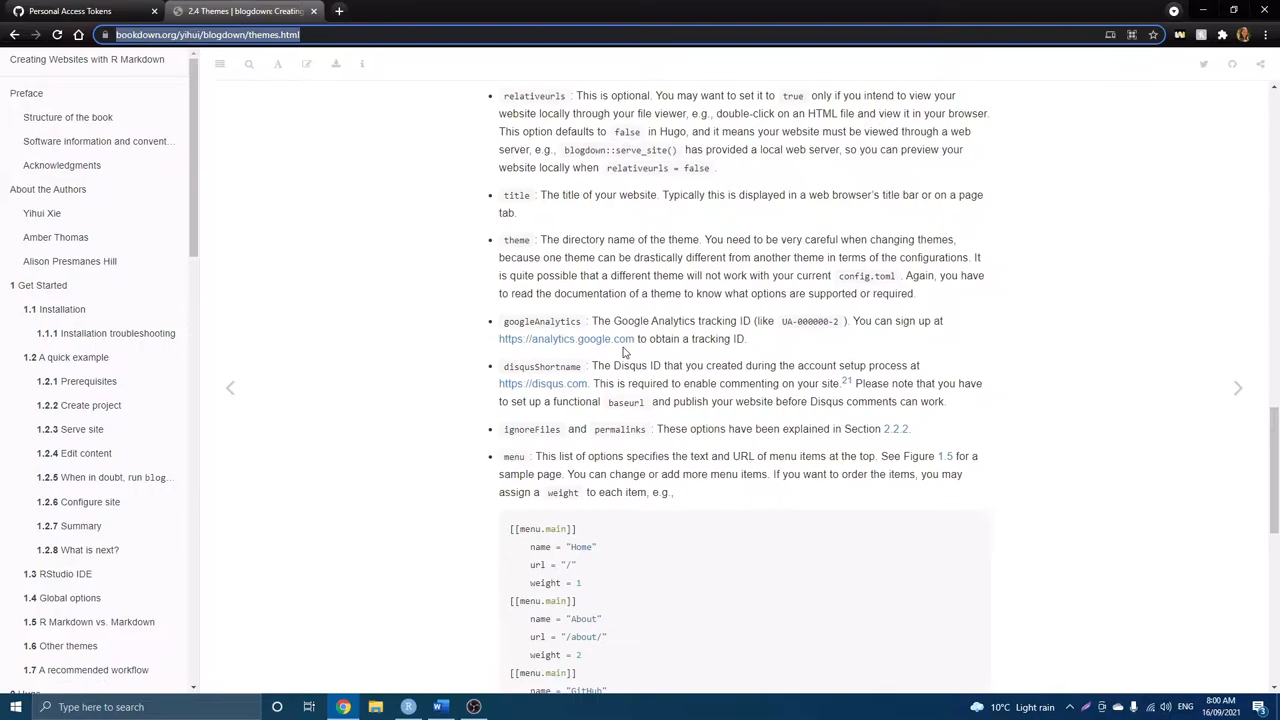 Personal Access Tokens
2.4 Themes | blogdown: Creating
bookdown.org/yihui/blogdown/themes.html
Creating Websites with R Markdown
Preface
Structure of the book
Software information and convent...
Acknowledgments
About the Authors
Yihui Xie
Amber Thomas
Alison Presmanes Hill
1 Get Started
1.1 Installation
1.1.1 Installation troubleshooting
1.2 A quick example
1.2.1 Prerequisites
1.2.2 Create project
1.2.3 Serve site
1.2.4 Edit content
1.2.5 When in doubt, run blog...
1.2.6 Configure site
1.2.7 Summary
1.2.8 What is next?
1.3 RStudio IDE
1.4 Global options
1.5 R Markdown vs. Markdown
1.6 Other themes
1.7 A recommended workflow
relativeurls : This is optional. You may want to set it to true only if you intend to view your
website locally through your file viewer, e.g., double-click on an HTML file and view it in your browser.
This option defaults to false in Hugo, and it means your website must be viewed through a web
server, e.g., blogdown::serve_site() has provided a local web server, so you can preview your
website locally when relativeurls = false .
title : The title of your website. Typically this is displayed in a web browser's title bar or on a page
tab.
theme : The directory name of the theme. You need to be very careful when changing themes,
because one theme can be drastically different from another theme in terms of the configurations. It
is quite possible that a different theme will not work with your current config.toml . Again, you have
to read the documentation of a theme to know what options are supported or required.
googleAnalytics : The Google Analytics tracking ID (like UA-000000-2 ). You can sign up at
https://analytics.google.com to obtain a tracking ID.
disqusShortname : The Disqus ID that you created during the account setup process at
https://disqus.com. This is required to enable commenting on your site.21 Please note that you have
to set up a functional baseurl and publish your website before Disqus comments can work.
ignoreFiles and permalinks : These options have been explained in Section 2.2.2.
menu : This list of options specifies the text and URL of menu items at the top. See Figure 1.5 for a
sample page. You can change or add more menu items. If you want to order the items, you may
assign a weight to each item, e.g.,
[[menu.main]]
name = "Home"
url = "/"
weight = 1
[[menu.main]]
name = "About"
url = "/about/"
weight = 2
[[menu.main]]
name = "GitHub"
Type here to search
10°C Light rain
ENG
8:00 AM
16/09/2021